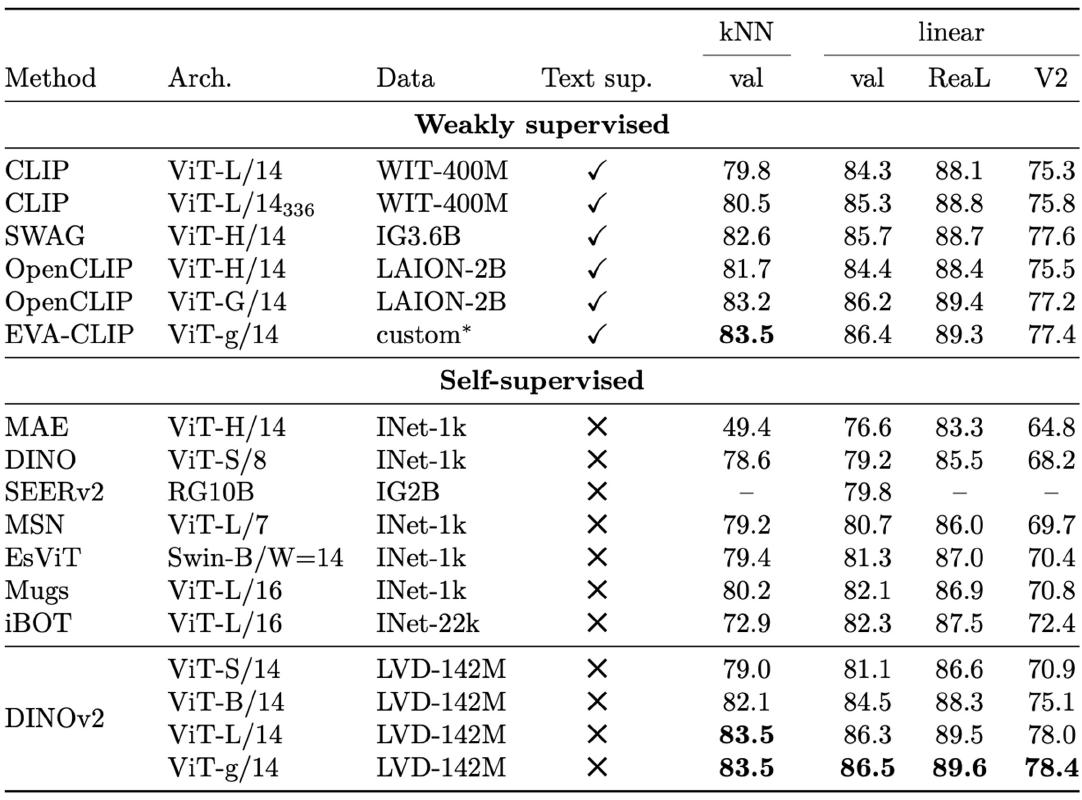 kNN linear
Method Arch. Data Text sup. val val ReaL V2
Weakly supervised
CLIP ViT-L/14 WIT-400M ✓ 79.8 84.3 88.1 75.3
CLIP ViT-L/14₃₃₆ WIT-400M ✓ 80.5 85.3 88.8 75.8
SWAG ViT-H/14 IG3.6B ✓ 82.6 85.7 88.7 77.6
OpenCLIP ViT-H/14 LAION-2B ✓ 81.7 84.4 88.4 75.5
OpenCLIP ViT-G/14 LAION-2B ✓ 83.2 86.2 89.4 77.2
EVA-CLIP ViT-g/14 custom* ✓ 83.5 86.4 89.3 77.4
Self-supervised
MAE ViT-H/14 INet-1k ✕ 49.4 76.6 83.3 64.8
DINO ViT-S/8 INet-1k ✕ 78.6 79.2 85.5 68.2
SEERv2 RG10B IG2B ✕ – 79.8 – –
MSN ViT-L/7 INet-1k ✕ 79.2 80.7 86.0 69.7
EsViT Swin-B/W=14 INet-1k ✕ 79.4 81.3 87.0 70.4
Mugs ViT-L/16 INet-1k ✕ 80.2 82.1 86.9 70.8
iBOT ViT-L/16 INet-22k ✕ 72.9 82.3 87.5 72.4
DINOv2
ViT-S/14 LVD-142M ✕ 79.0 81.1 86.6 70.9
ViT-B/14 LVD-142M ✕ 82.1 84.5 88.3 75.1
ViT-L/14 LVD-142M ✕ 83.5 86.3 89.5 78.0
ViT-g/14 LVD-142M ✕ 83.5 86.5 89.6 78.4